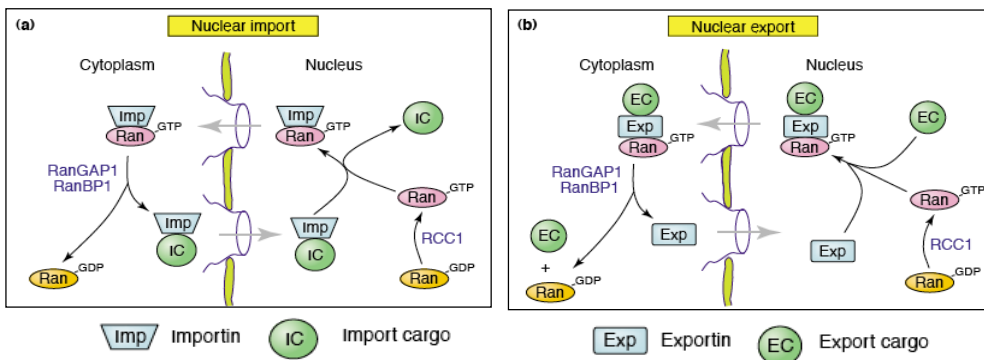 (a)
Nuclear import
Cytoplasm
Nucleus
Imp
Ran
GTP
Imp
Ran
GTP
IC
RanGAP1
RanBP1
Ran
GTP
Imp
IC
Imp
IC
RCC1
Ran
GDP
Ran
GDP
(b)
Nuclear export
Cytoplasm
Nucleus
EC
Exp
Ran
GTP
EC
Exp
Ran
GTP
EC
RanGAP1
RanBP1
Ran
GTP
EC
+
Ran
GDP
Exp
Exp
RCC1
Ran
GDP
Imp Importin
IC Import cargo
Exp Exportin
EC Export cargo